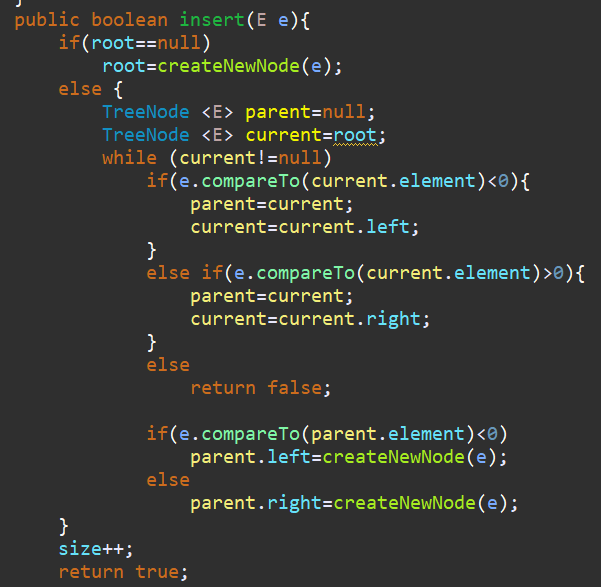 }
public boolean insert(E e){
    if(root==null)
        root=createNewNode(e);
    else {
        TreeNode <E> parent=null;
        TreeNode <E> current=root;
        while (current!=null)
            if(e.compareTo(current.element)<0){
                parent=current;
                current=current.left;
            }
            else if(e.compareTo(current.element)>0){
                parent=current;
                current=current.right;
            }
            else
                return false;

            if(e.compareTo(parent.element)<0)
                parent.left=createNewNode(e);
            else
                parent.right=createNewNode(e);
    }
    size++;
    return true;